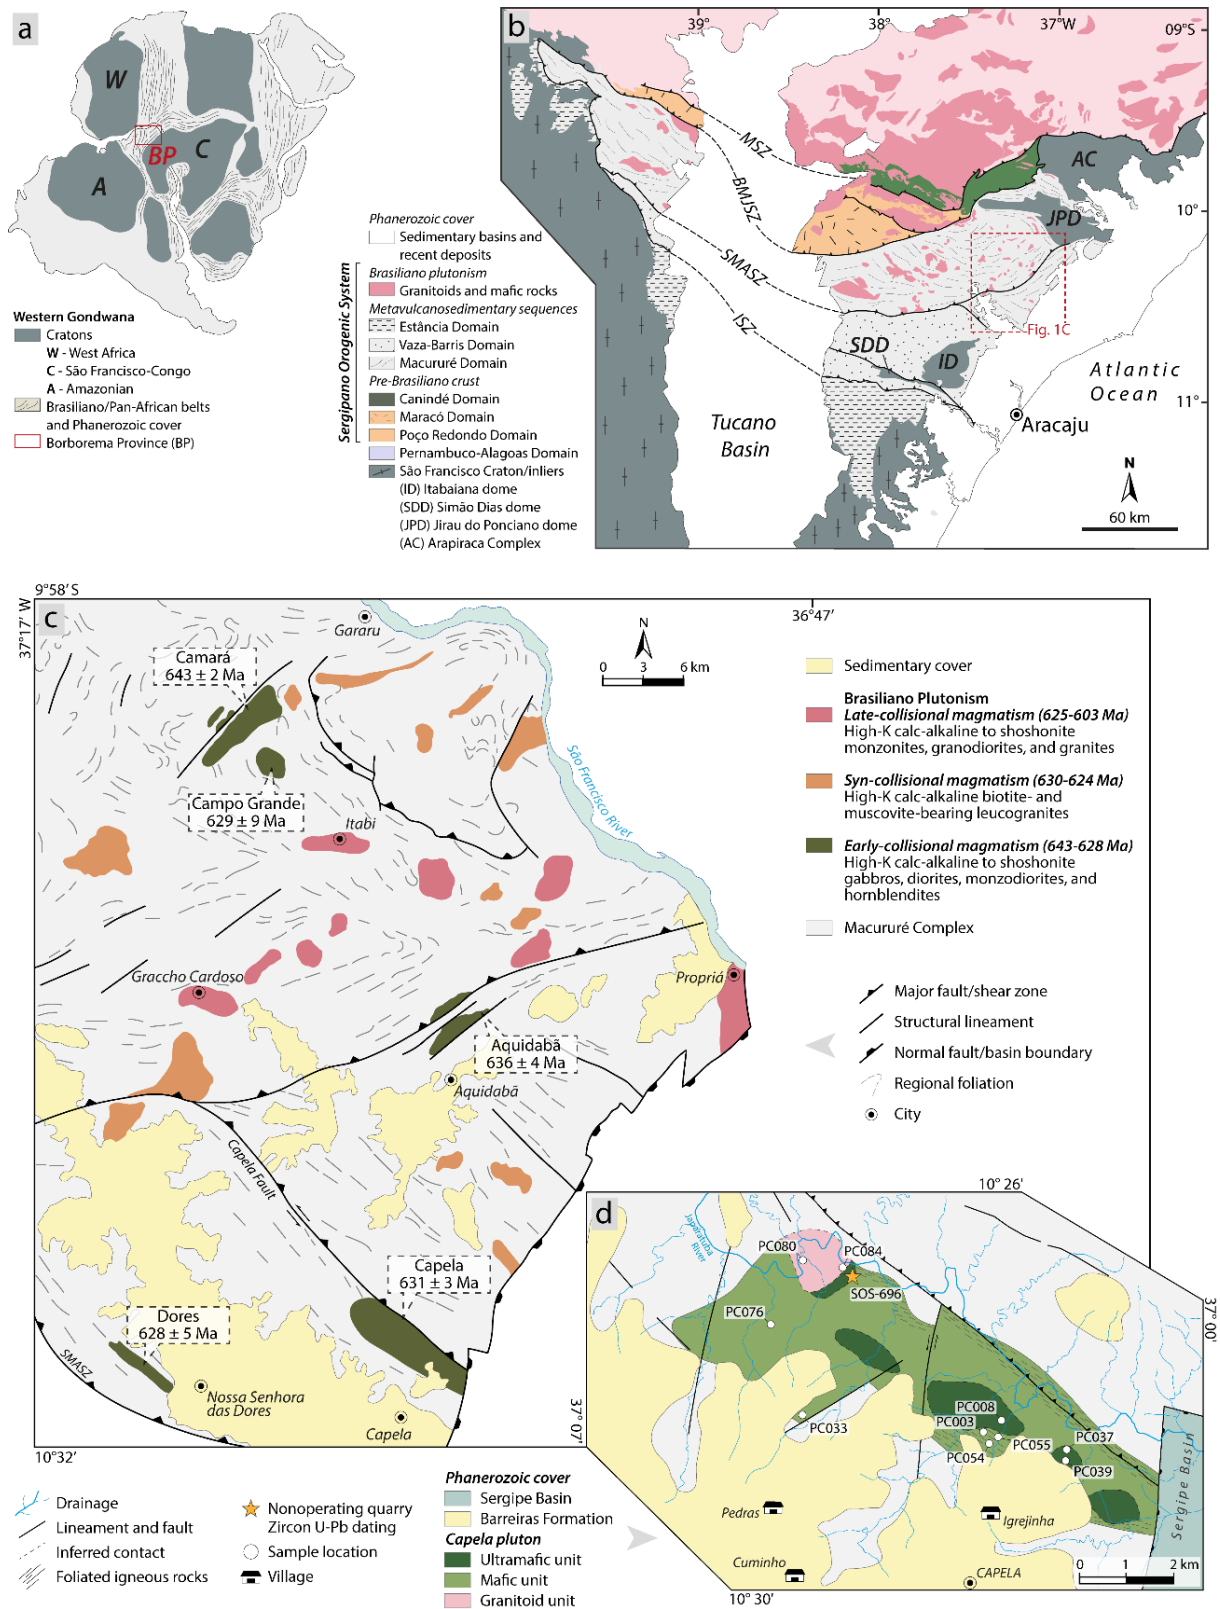 a
W
BP
C
A
Western Gondwana
Cratons
W - West Africa
C - São Francisco-Congo
A - Amazonian
Brasiliano/Pan-African belts
and Phanerozoic cover
Borborema Province (BP)
b
39°
38°
37°W
09°S
10°
11°
MSZ
BMJSZ
SMASZ
ISZ
AC
JPD
SDD
ID
Fig. 1C
Tucano
Basin
Atlantic
Ocean
Aracaju
N
60 km
Sergipano Orogenic System
Phanerozoic cover
Sedimentary basins and
recent deposits
Brasiliano plutonism
Granitoids and mafic rocks
Metavulcanosedimentary sequences
Estância Domain
Vaza-Barris Domain
Macururé Domain
Pre-Brasiliano crust
Canindé Domain
Maracó Domain
Poço Redondo Domain
Pernambuco-Alagoas Domain
São Francisco Craton/inliers
(ID) Itabaiana dome
(SDD) Simão Dias dome
(JPD) Jirau do Ponciano dome
(AC) Arapiraca Complex
9°58' S
37°17' W
36°47'
c
Gararu
N
0 3 6 km
Camará
643 ± 2 Ma
Campo Grande
629 ± 9 Ma
Itabi
São Francisco River
Graccho Cardoso
Propriá
Aquidabã
636 ± 4 Ma
Aquidabã
Capela Fault
Capela
631 ± 3 Ma
Dores
628 ± 5 Ma
SMASZ
Nossa Senhora
das Dores
Capela
10°32'
37°07'
Sedimentary cover
Brasiliano Plutonism
Late-collisional magmatism (625-603 Ma)
High-K calc-alkaline to shoshonite
monzonites, granodiorites, and granites
Syn-collisional magmatism (630-624 Ma)
High-K calc-alkaline biotite- and
muscovite-bearing leucogranites
Early-collisional magmatism (643-628 Ma)
High-K calc-alkaline to shoshonite
gabbros, diorites, monzodiorites, and
hornblendites
Macururé Complex
Major fault/shear zone
Structural lineament
Normal fault/basin boundary
Regional foliation
City
10° 26'
37° 00'
d
Japaratuba
River
PC080
PC084
SOS-696
PC076
PC033
PC008
PC003
PC055
PC054
PC037
PC039
Pedras
Igrejinha
Cuminho
CAPELA
Sergipe Basin
0 1 2 km
10° 30'
Drainage
Lineament and fault
Inferred contact
Foliated igneous rocks
Nonoperating quarry
Zircon U-Pb dating
Sample location
Village
Phanerozoic cover
Sergipe Basin
Barreiras Formation
Capela pluton
Ultramafic unit
Mafic unit
Granitoid unit